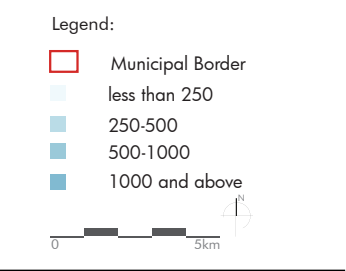 Legend:
Municipal Border
less than 250
250-500
500-1000
1000 and above
N
0 5km